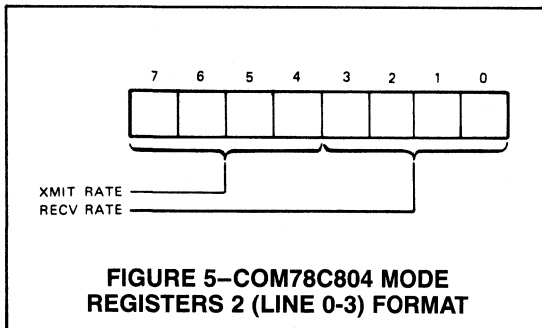 7 6 5 4 3 2 1 0
XMIT RATE
RECV RATE
FIGURE 5–COM78C804 MODE
REGISTERS 2 (LINE 0-3) FORMAT